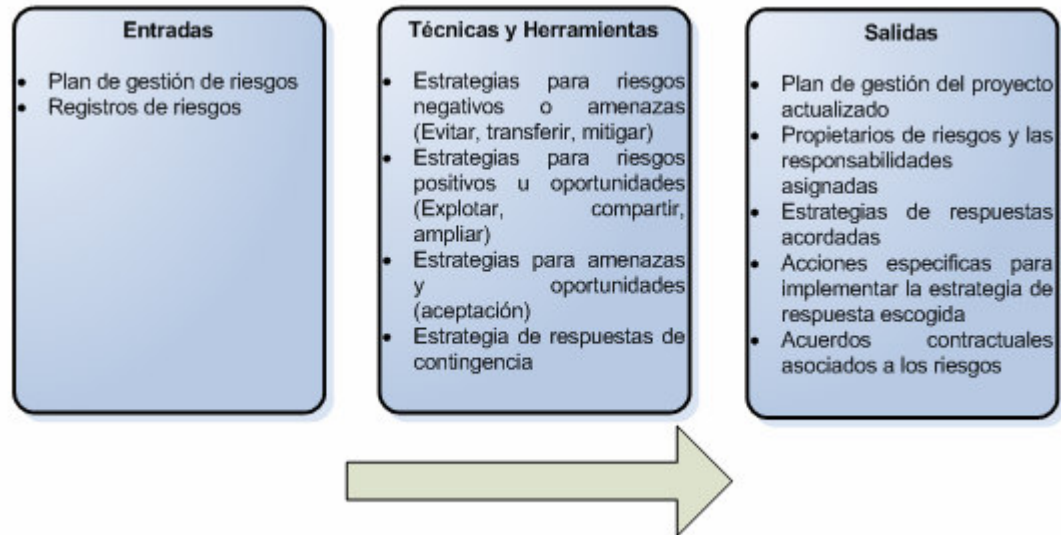 Entradas
• Plan de gestión de riesgos
• Registros de riesgos
Técnicas y Herramientas
• Estrategias para riesgos
negativos o amenazas
(Evitar, transferir, mitigar)
• Estrategias para riesgos
positivos u oportunidades
(Explotar, compartir,
ampliar)
• Estrategias para amenazas
y oportunidades
(aceptación)
• Estrategia de respuestas de
contingencia
Salidas
• Plan de gestión del proyecto
actualizado
• Propietarios de riesgos y las
responsabilidades
asignadas
• Estrategias de respuestas
acordadas
• Acciones especificas para
implementar la estrategia de
respuesta escogida
• Acuerdos contractuales
asociados a los riesgos